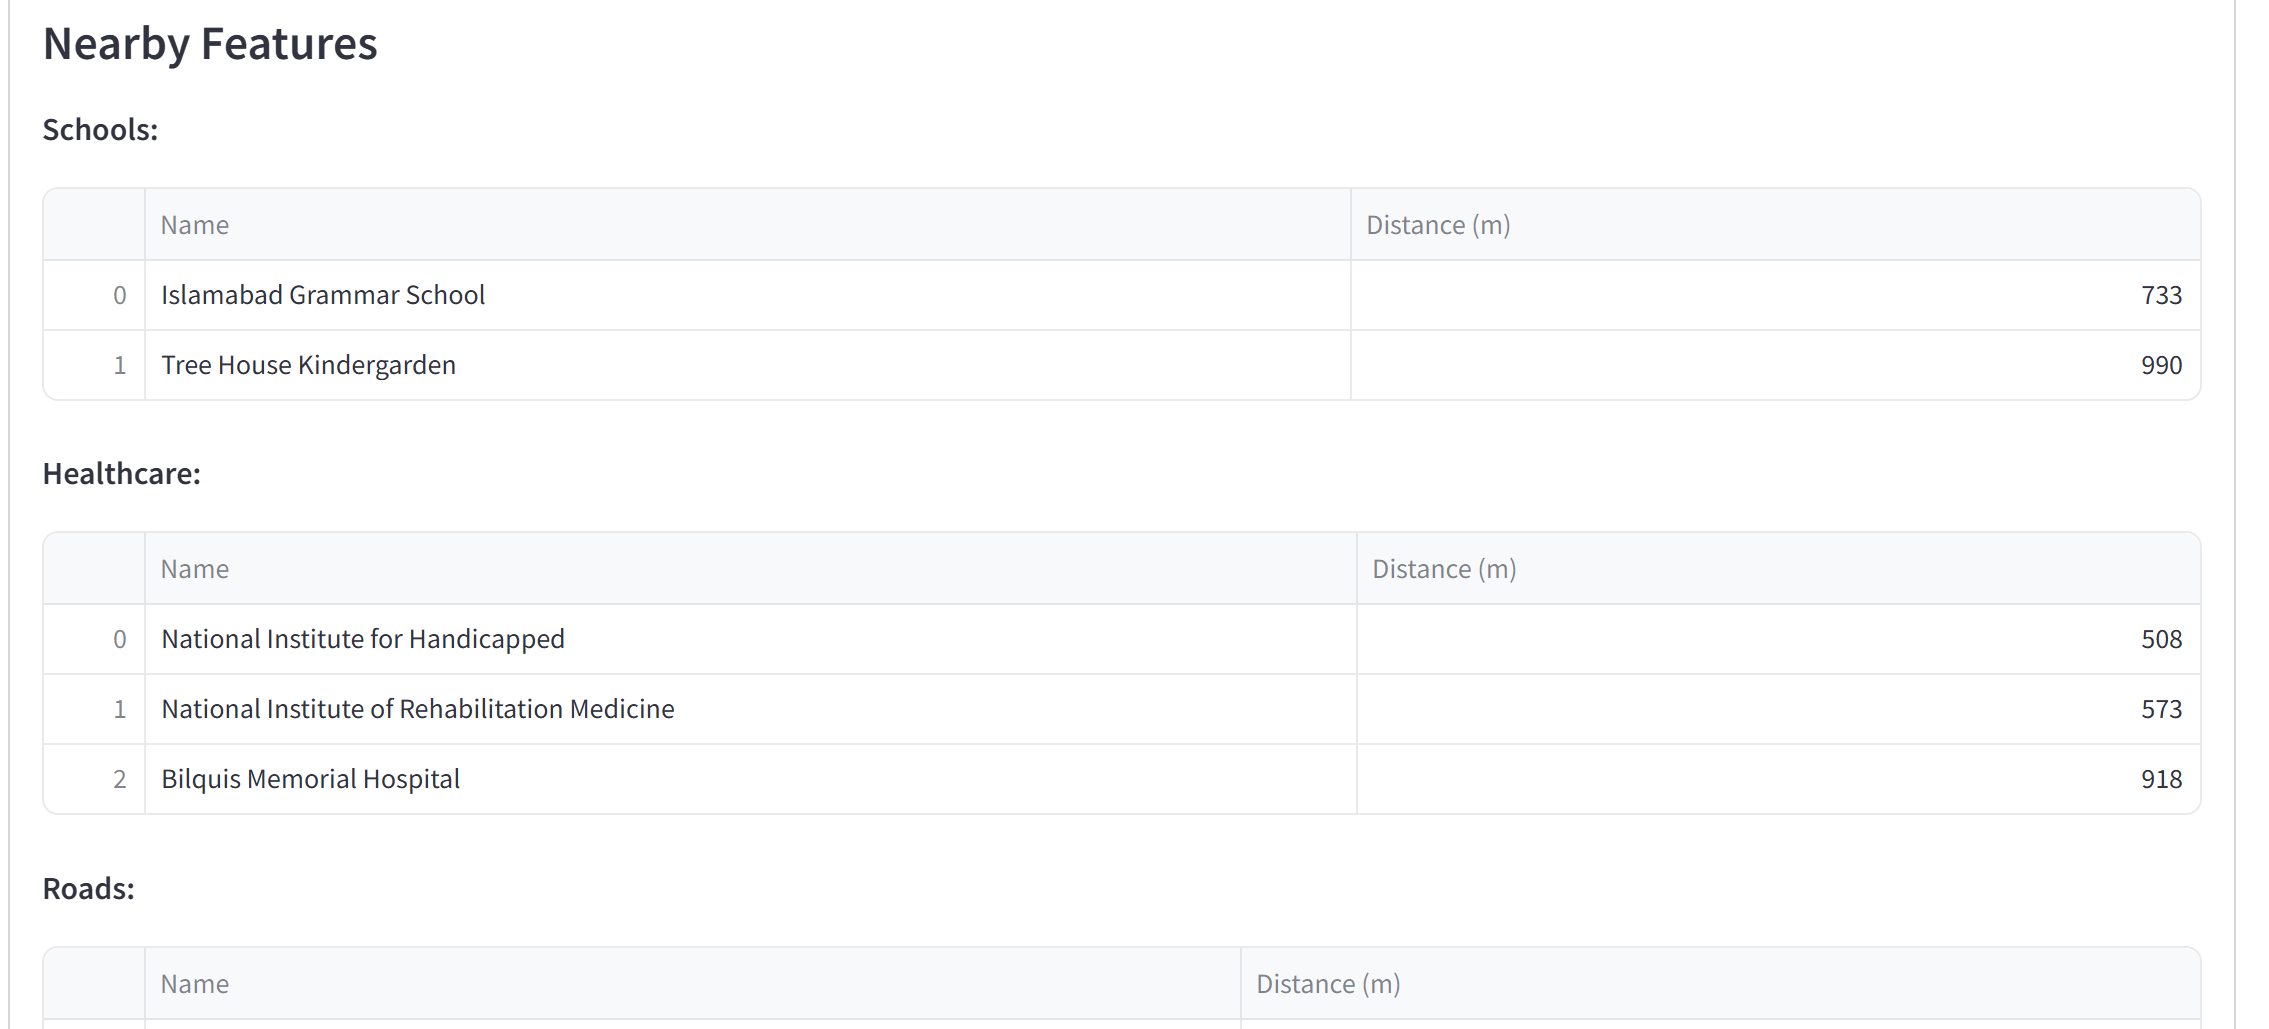 Nearby Features
Schools:
Name Distance (m)
0 Islamabad Grammar School 733
1 Tree House Kindergarden 990
Healthcare:
Name Distance (m)
0 National Institute for Handicapped 508
1 National Institute of Rehabilitation Medicine 573
2 Bilquis Memorial Hospital 918
Roads:
Name Distance (m)